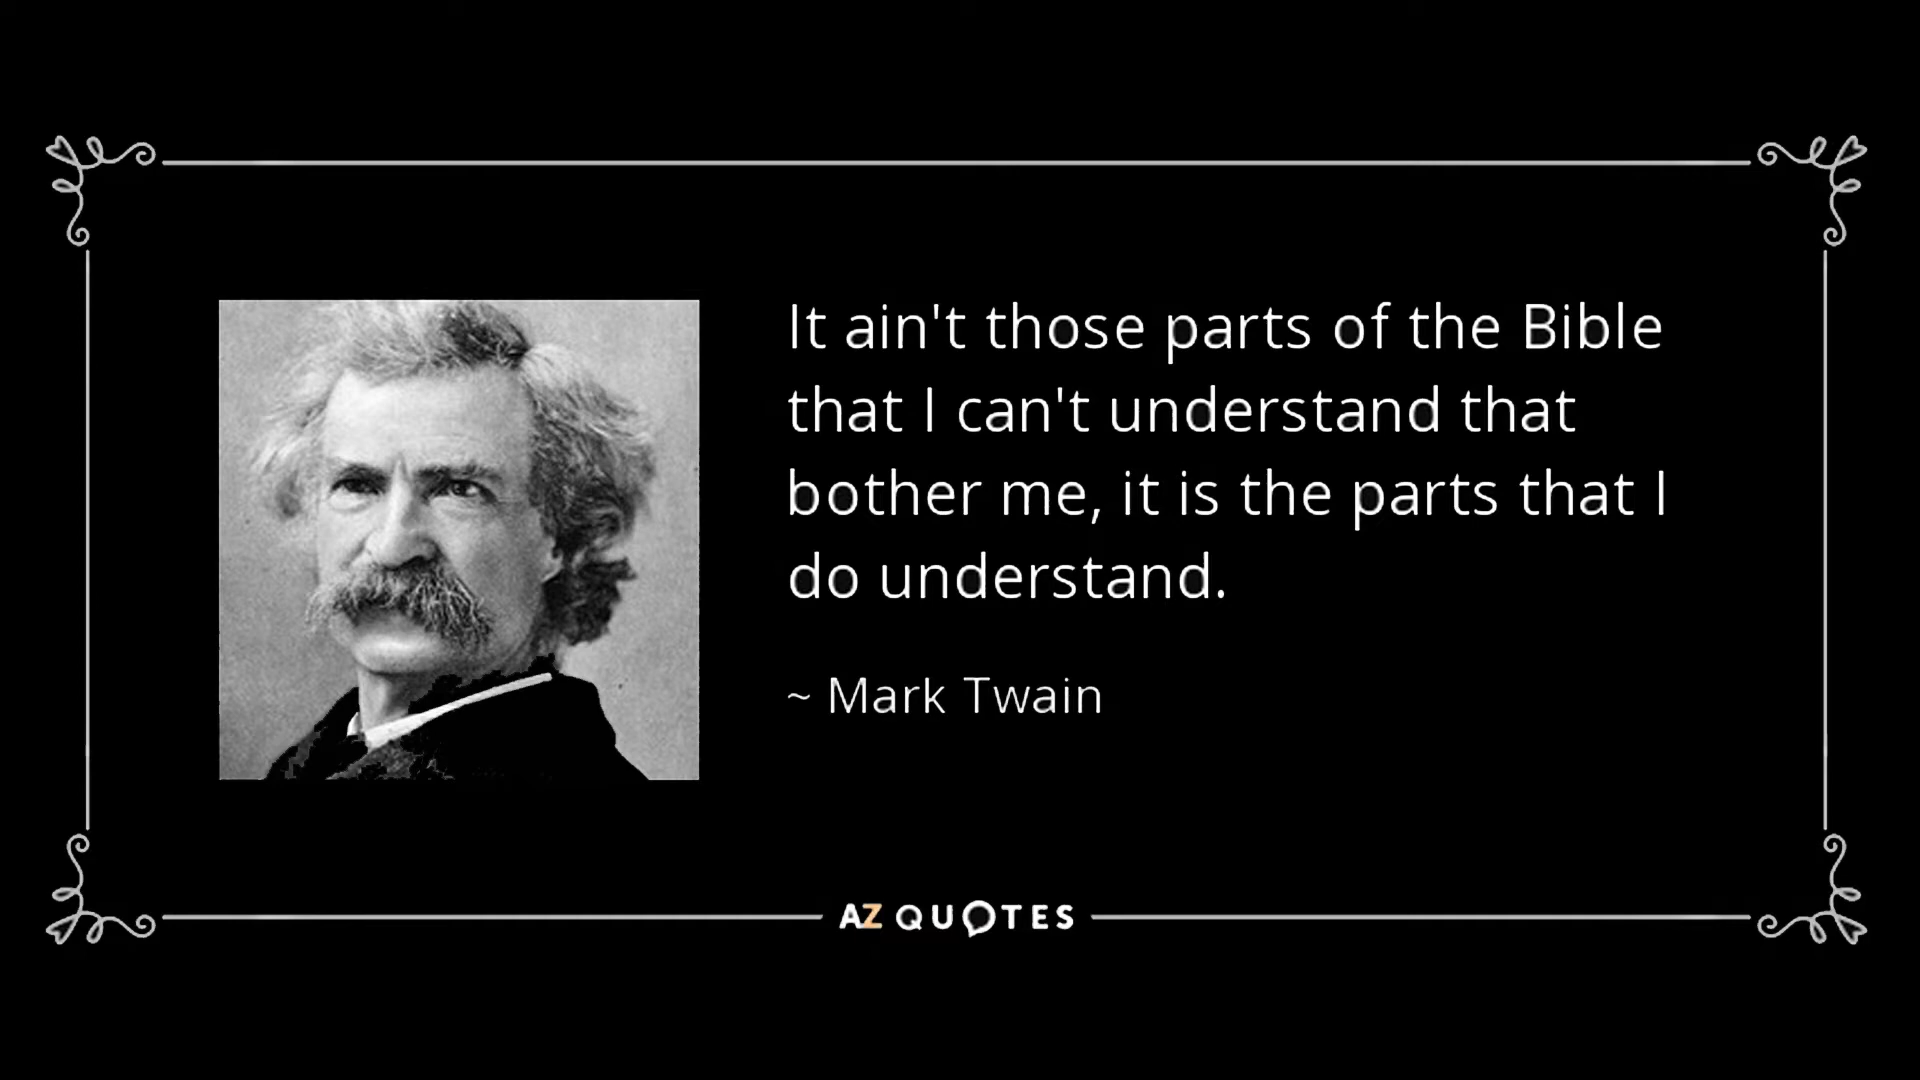 It ain't those parts of the Bible
that I can't understand that
bother me, it is the parts that I
do understand.
~ Mark Twain
AZ QUOTES